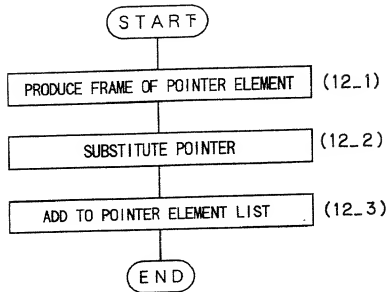 START
PRODUCE FRAME OF POINTER ELEMENT (12_1)
SUBSTITUTE POINTER (12_2)
ADD TO POINTER ELEMENT LIST (12_3)
END